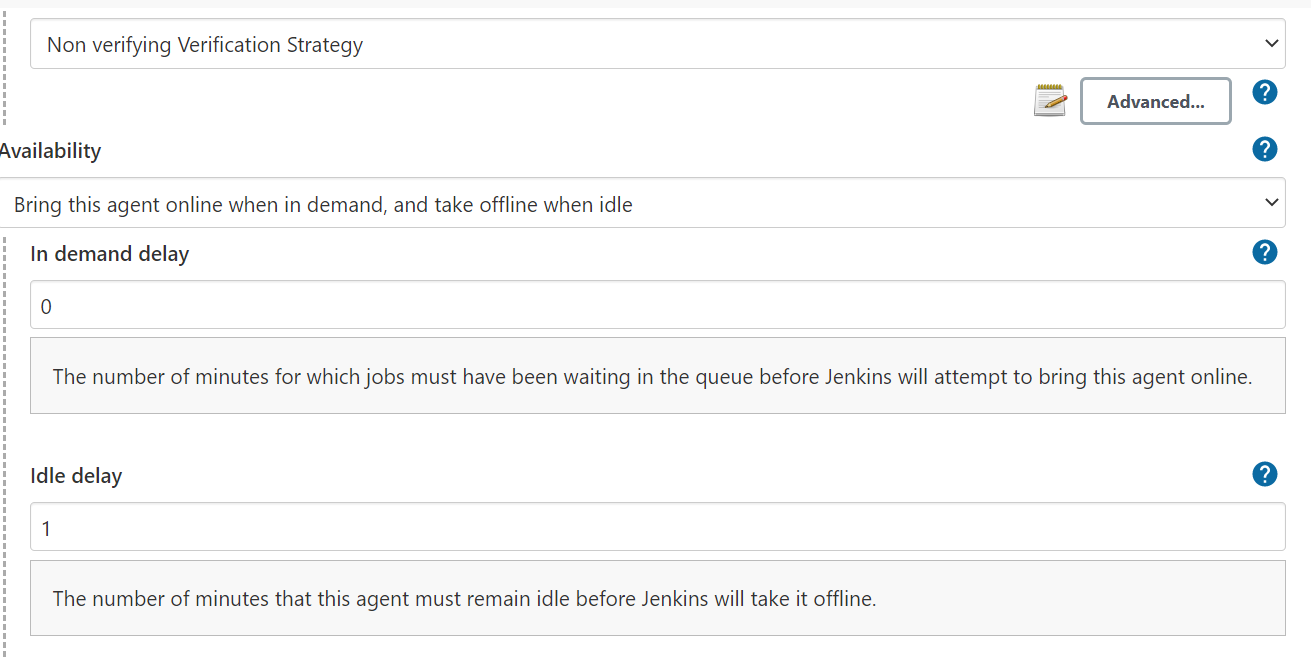 Non verifying Verification Strategy
Advanced...
?
Availability
?
Bring this agent online when in demand, and take offline when idle
In demand delay
?
0
The number of minutes for which jobs must have been waiting in the queue before Jenkins will attempt to bring this agent online.
Idle delay
?
1
The number of minutes that this agent must remain idle before Jenkins will take it offline.